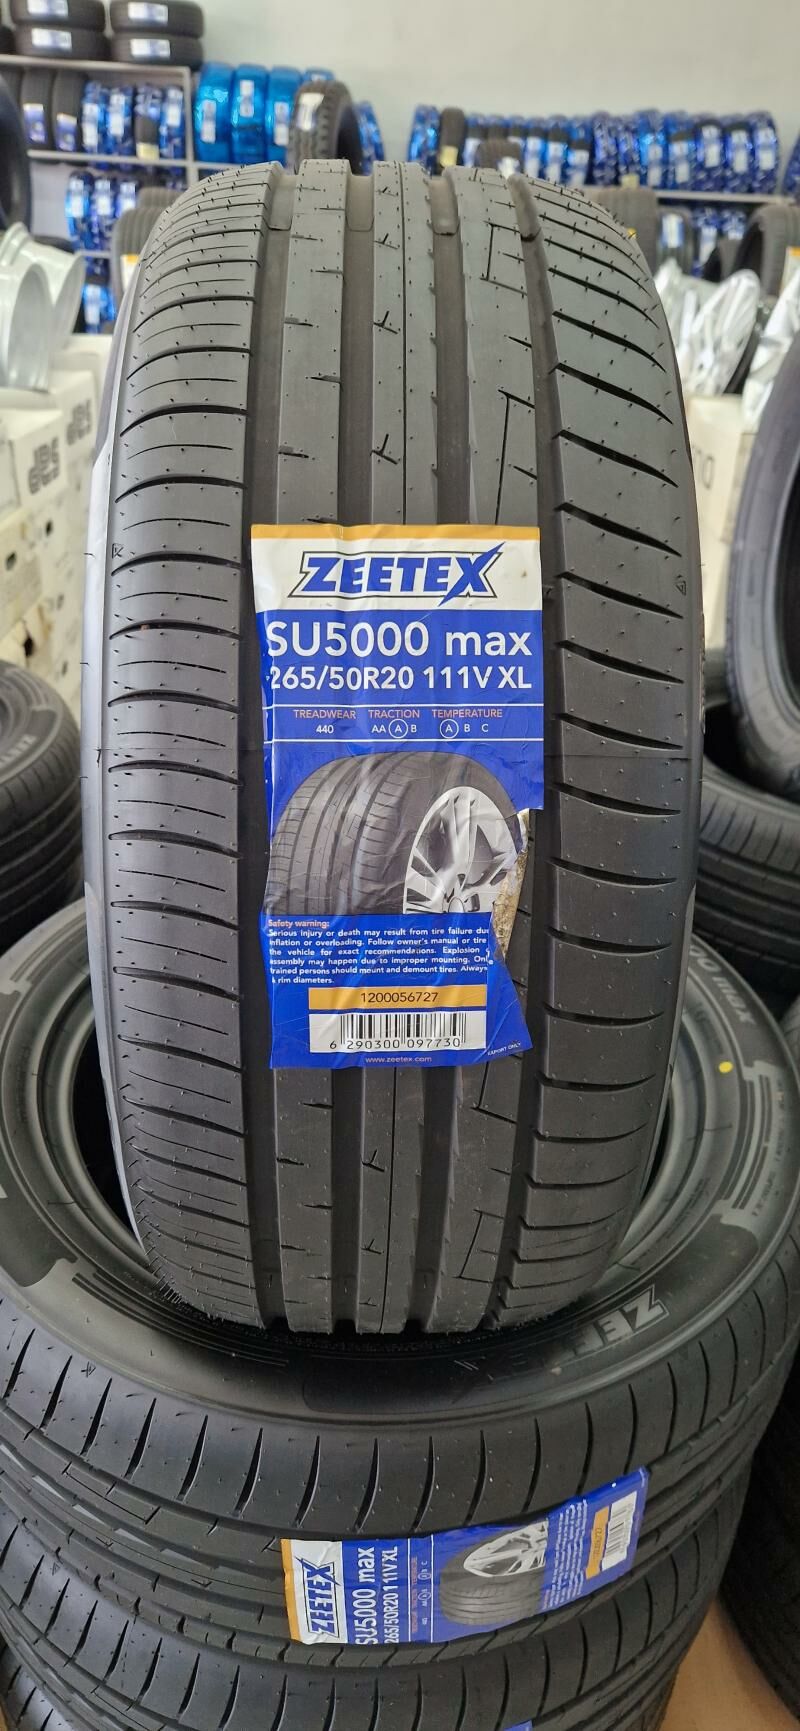 ZEETEX
SU5000 max
265/50R20 111V XL
TREADWEAR TRACTION TEMPERATURE
440 AA A B A B C
Safety warning:
Serious injury or death may result from tire failure due
inflation or overloading. Follow owner's manual or tire
the vehicle for exact recommendations. Explosion
assembly may happen due to improper mounting. Only
trained persons should mount and demount tires. Always
rim diameters.
1200056727
6 290300 097730
www.zeetex.com
EXPORT ONLY
ZEETEX
SU5000 max
265/50R20 111V XL